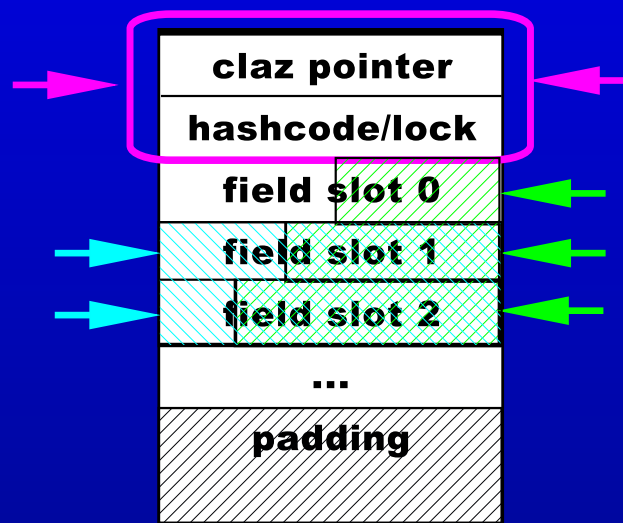 claz pointer
hashcode/lock
field slot 0
field slot 1
field slot 2
...
padding